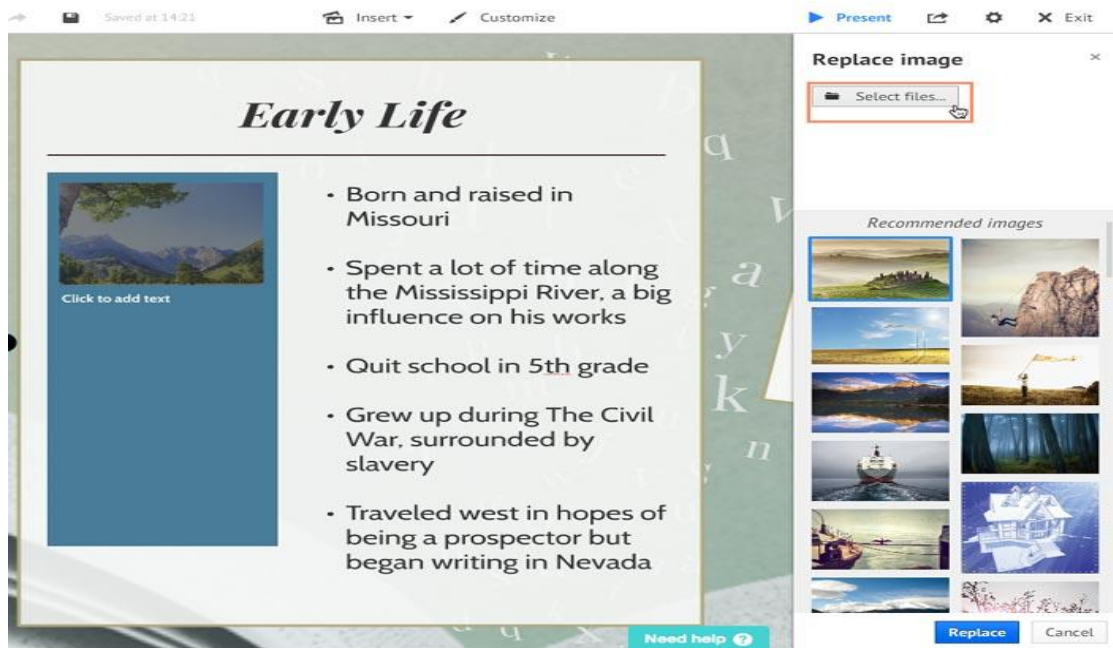 Saved at 14:21
Insert
Customize
Present
Exit
Early Life
Click to add text
• Born and raised in
Missouri
• Spent a lot of time along
the Mississippi River, a big
influence on his works
• Quit school in 5th grade
• Grew up during The Civil
War, surrounded by
slavery
• Traveled west in hopes of
being a prospector but
began writing in Nevada
Need help ?
Replace image
Select files...
Recommended images
Replace
Cancel